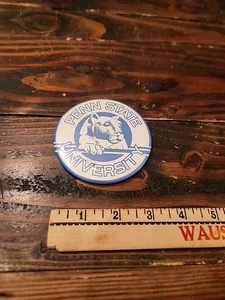 PENN STATE
UNIVERSITY
1 2 3 4 5
WAUS